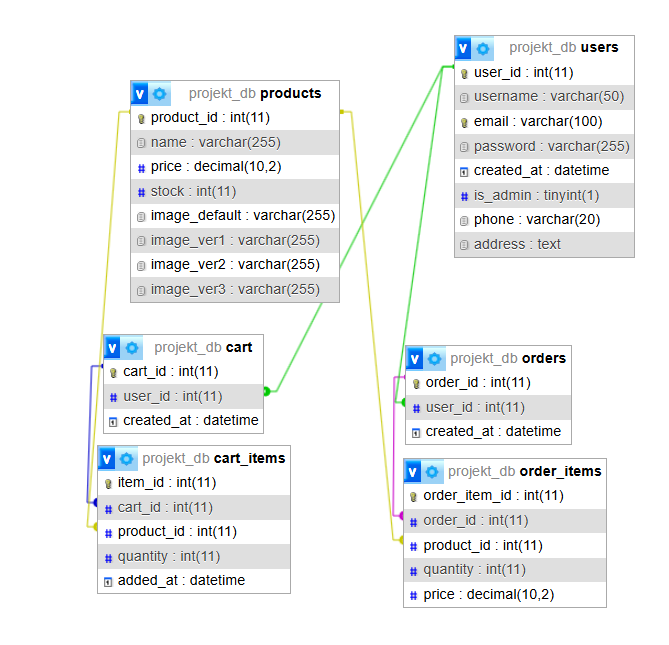 projekt_db users
user_id : int(11)
username : varchar(50)
email : varchar(100)
password : varchar(255)
created_at : datetime
is_admin : tinyint(1)
phone : varchar(20)
address : text
projekt_db products
product_id : int(11)
name : varchar(255)
price : decimal(10,2)
stock : int(11)
image_default : varchar(255)
image_ver1 : varchar(255)
image_ver2 : varchar(255)
image_ver3 : varchar(255)
projekt_db cart
cart_id : int(11)
user_id : int(11)
created_at : datetime
projekt_db orders
order_id : int(11)
user_id : int(11)
created_at : datetime
projekt_db cart_items
item_id : int(11)
cart_id : int(11)
product_id : int(11)
quantity : int(11)
added_at : datetime
projekt_db order_items
order_item_id : int(11)
order_id : int(11)
product_id : int(11)
quantity : int(11)
price : decimal(10,2)